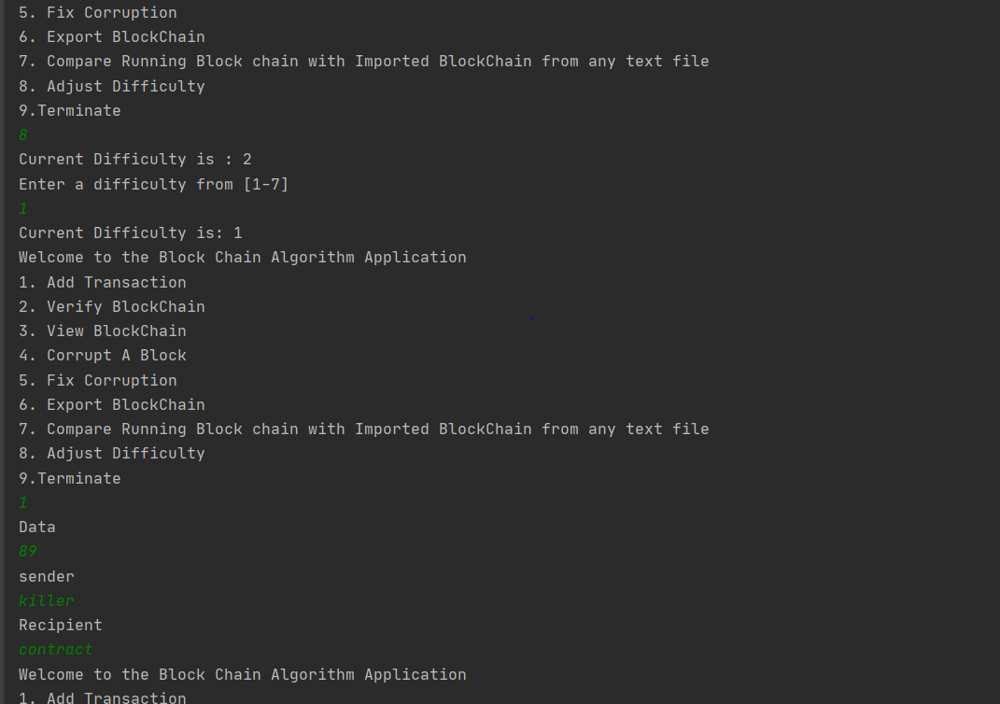 5. Fix Corruption
6. Export BlockChain
7. Compare Running Block chain with Imported BlockChain from any text file
8. Adjust Difficulty
9.Terminate
8
Current Difficulty is : 2
Enter a difficulty from [1-7]
1
Current Difficulty is: 1
Welcome to the Block Chain Algorithm Application
1. Add Transaction
2. Verify BlockChain
3. View BlockChain
4. Corrupt A Block
5. Fix Corruption
6. Export BlockChain
7. Compare Running Block chain with Imported BlockChain from any text file
8. Adjust Difficulty
9.Terminate
1
Data
89
sender
killer
Recipient
contract
Welcome to the Block Chain Algorithm Application
1. Add Transaction